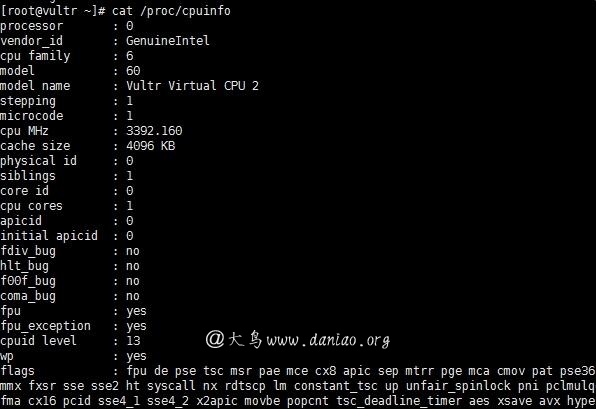 [root@vultr ~]# cat /proc/cpuinfo
processor : 0
vendor_id : GenuineIntel
cpu family : 6
model : 60
model name : Vultr Virtual CPU 2
stepping : 1
microcode : 1
cpu MHz : 3392.160
cache size : 4096 KB
physical id : 0
siblings : 1
core id : 0
cpu cores : 1
apicid : 0
initial apicid : 0
fdiv_bug : no
hlt_bug : no
f00f_bug : no
coma_bug : no
fpu : yes
fpu_exception : yes
cpuid level : 13
@大鸟www.daniao.org
wp : yes
flags : fpu de pse tsc msr pae mce cx8 apic sep mtrr pge mca cmov pat pse36
mmx fxsr sse sse2 ht syscall nx rdtscp lm constant_tsc up unfair_spinlock pni pclmulq
fma cx16 pcid sse4_1 sse4_2 x2apic movbe popcnt tsc_deadline_timer aes xsave avx hype